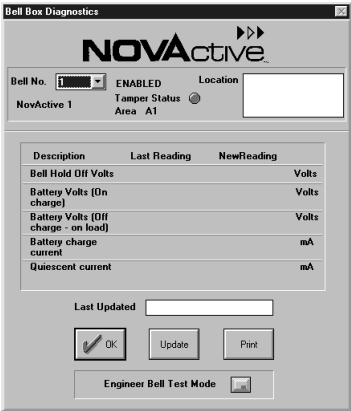 Bell Box Diagnostics
NOVActive
Bell No. 1 ENABLED Location
Tamper Status
NovActive 1 Area A1
Description Last Reading NewReading
Bell Hold Off Volts Volts
Battery Volts (On Volts
charge)
Battery Volts (Off Volts
charge - on load)
Battery charge mA
current
Quiescent current mA
Last Updated
OK Update Print
Engineer Bell Test Mode